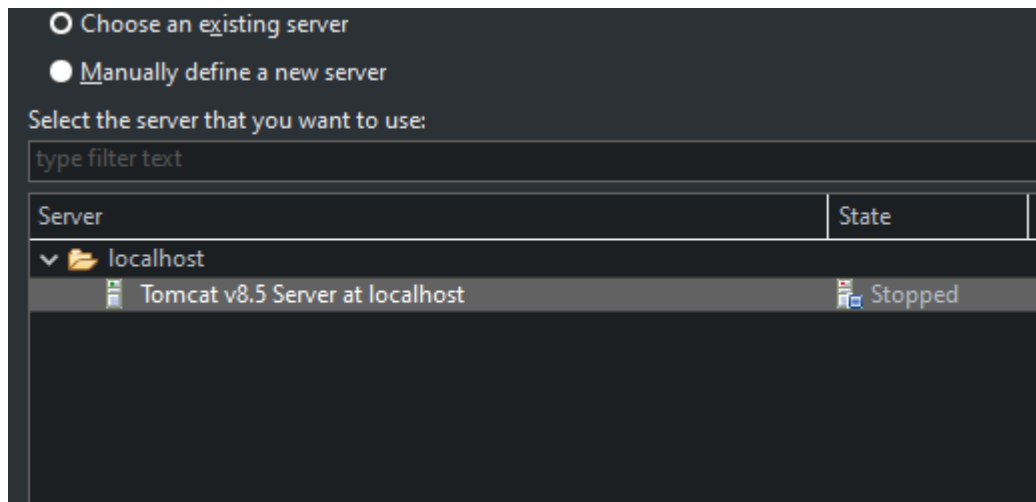 Choose an existing server
Manually define a new server
Select the server that you want to use:
type filter text
Server State
localhost
Tomcat v8.5 Server at localhost Stopped